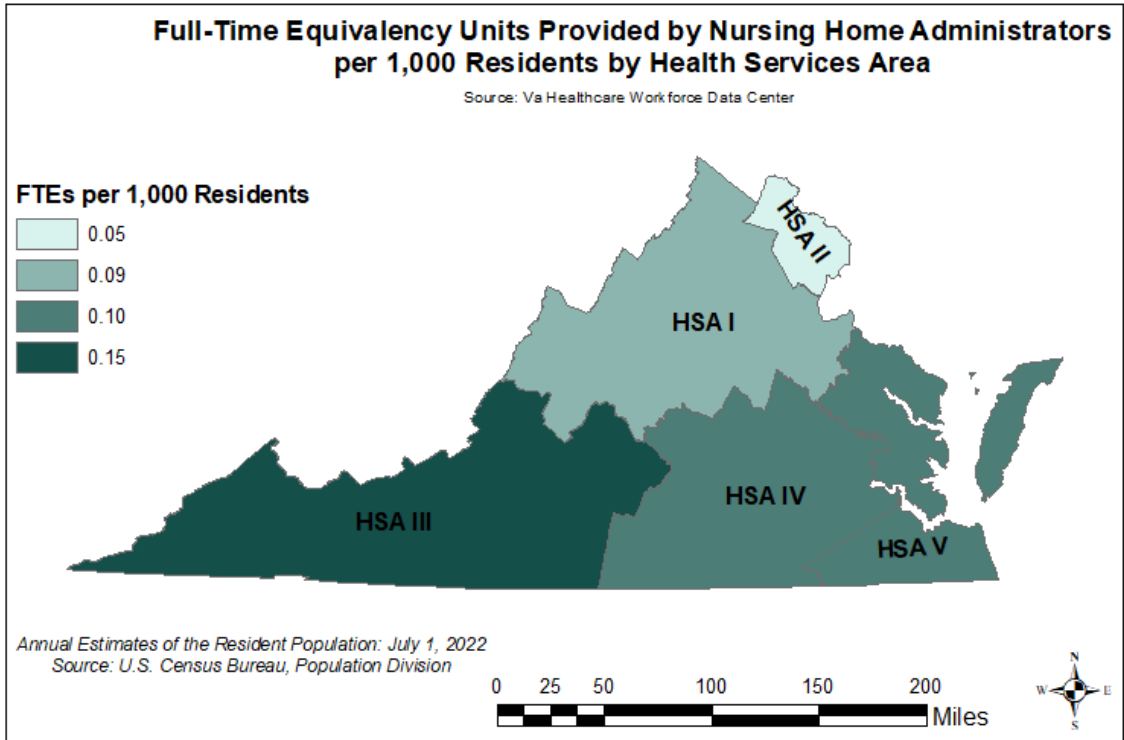 Full-Time Equivalency Units Provided by Nursing Home Administrators
per 1,000 Residents by Health Services Area
Source: Va Healthcare Workforce Data Center
FTEs per 1,000 Residents
0.05
0.09
0.10
0.15
HSA II
HSA I
HSA IV
HSA III
HSA V
Annual Estimates of the Resident Population: July 1, 2022
Source: U.S. Census Bureau, Population Division
0 25 50 100 150 200
Miles
N
W E
S